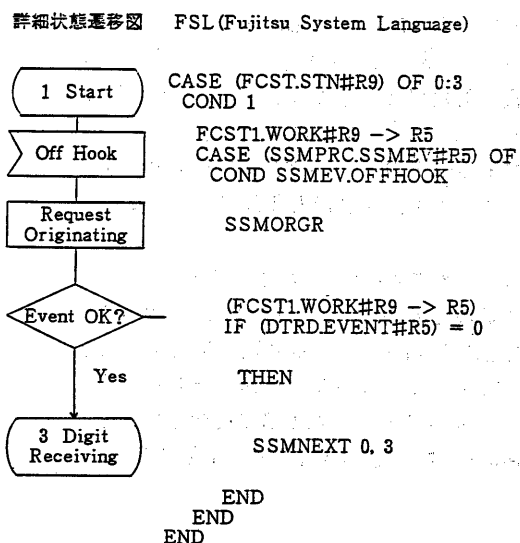 詳細状態遷移図 FSL(Fujitsu System Language)
1 Start
CASE (FCST.STN#R9) OF 0:3
COND 1
Off Hook
FCST1.WORK#R9 -> R5
CASE (SSMPRC.SSMEV#R5) OF
COND SSMEV.OFFHOOK
Request
Originating
SSMORGR
Event OK?
(FCST1.WORK#R9 -> R5)
IF (DTRD.EVENT#R5) = 0
Yes
THEN
3 Digit
Receiving
SSMNEXT 0, 3
END
END
END